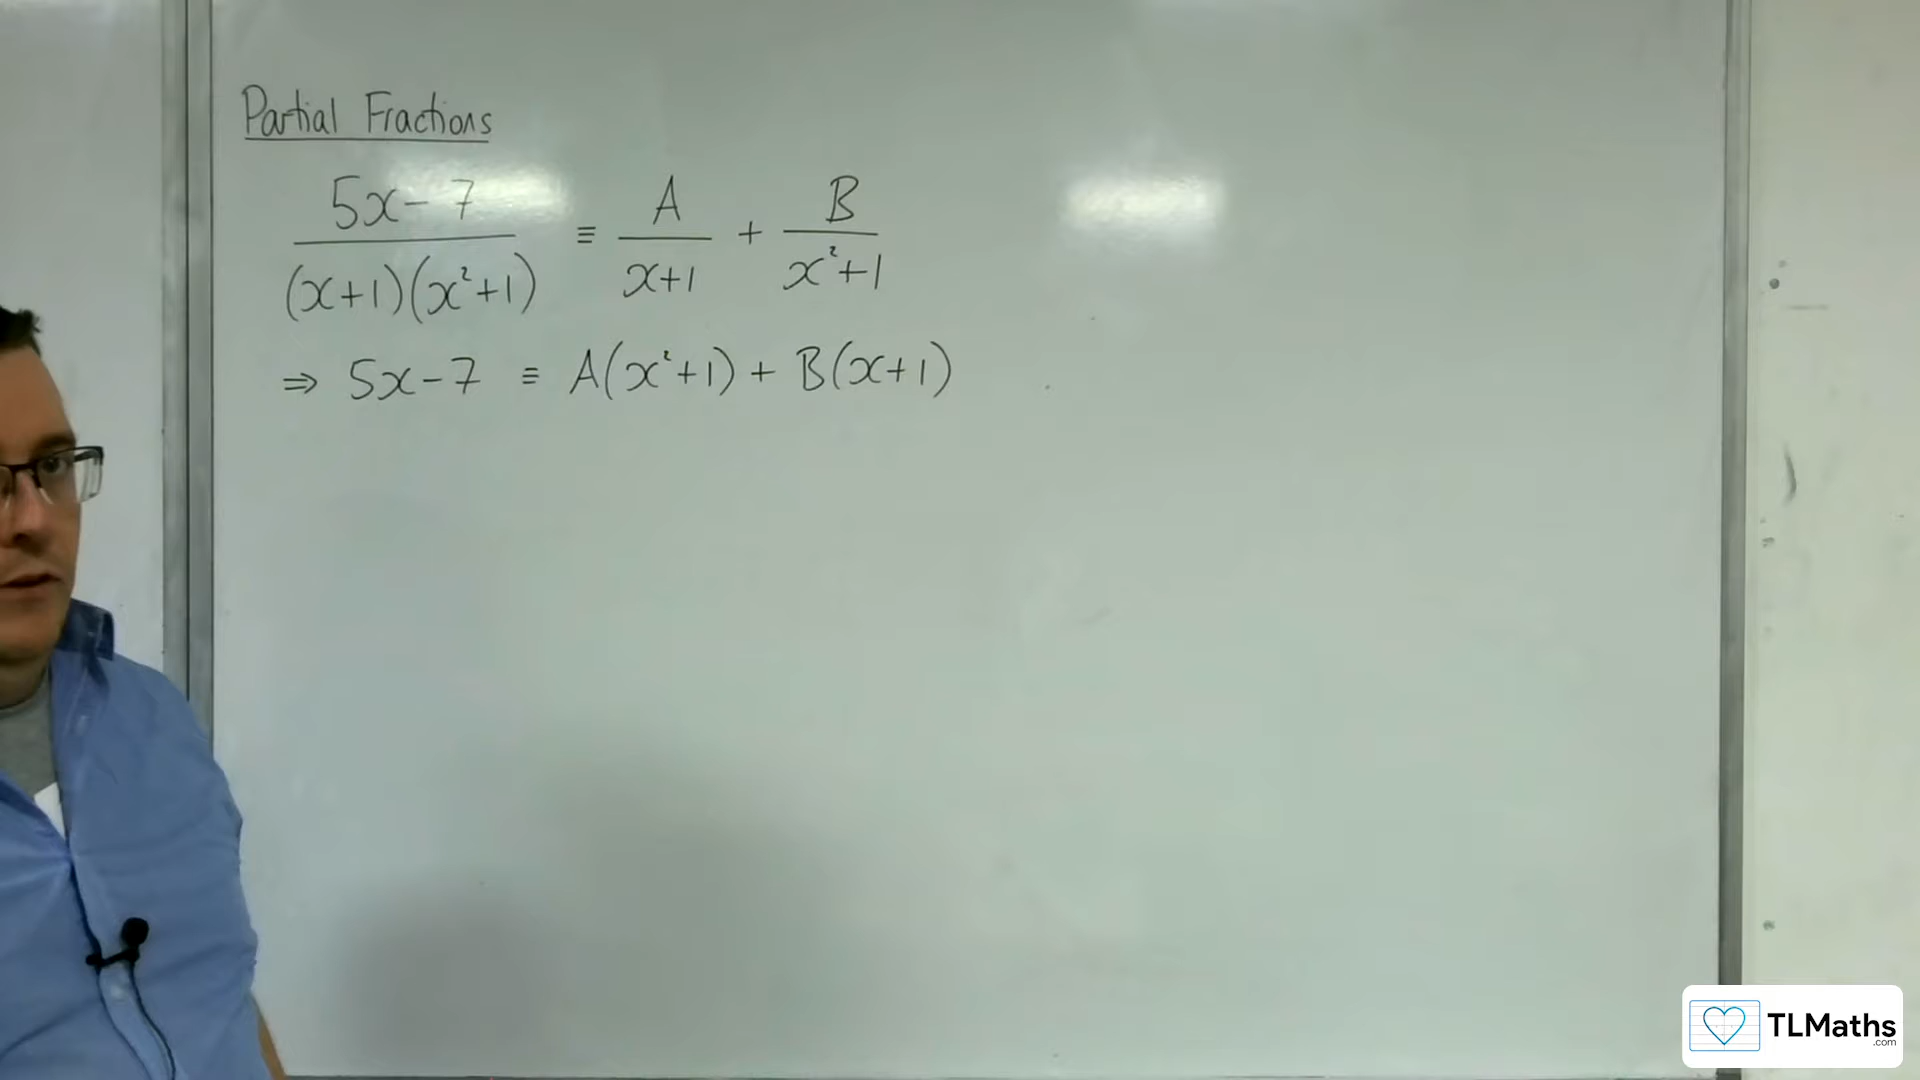 Partial Fractions
5x-7 / (x+1)(x²+1) ≡ A / x+1 + B / x²+1
⇒ 5x-7 ≡ A(x²+1) + B(x+1)
TLMaths
.com